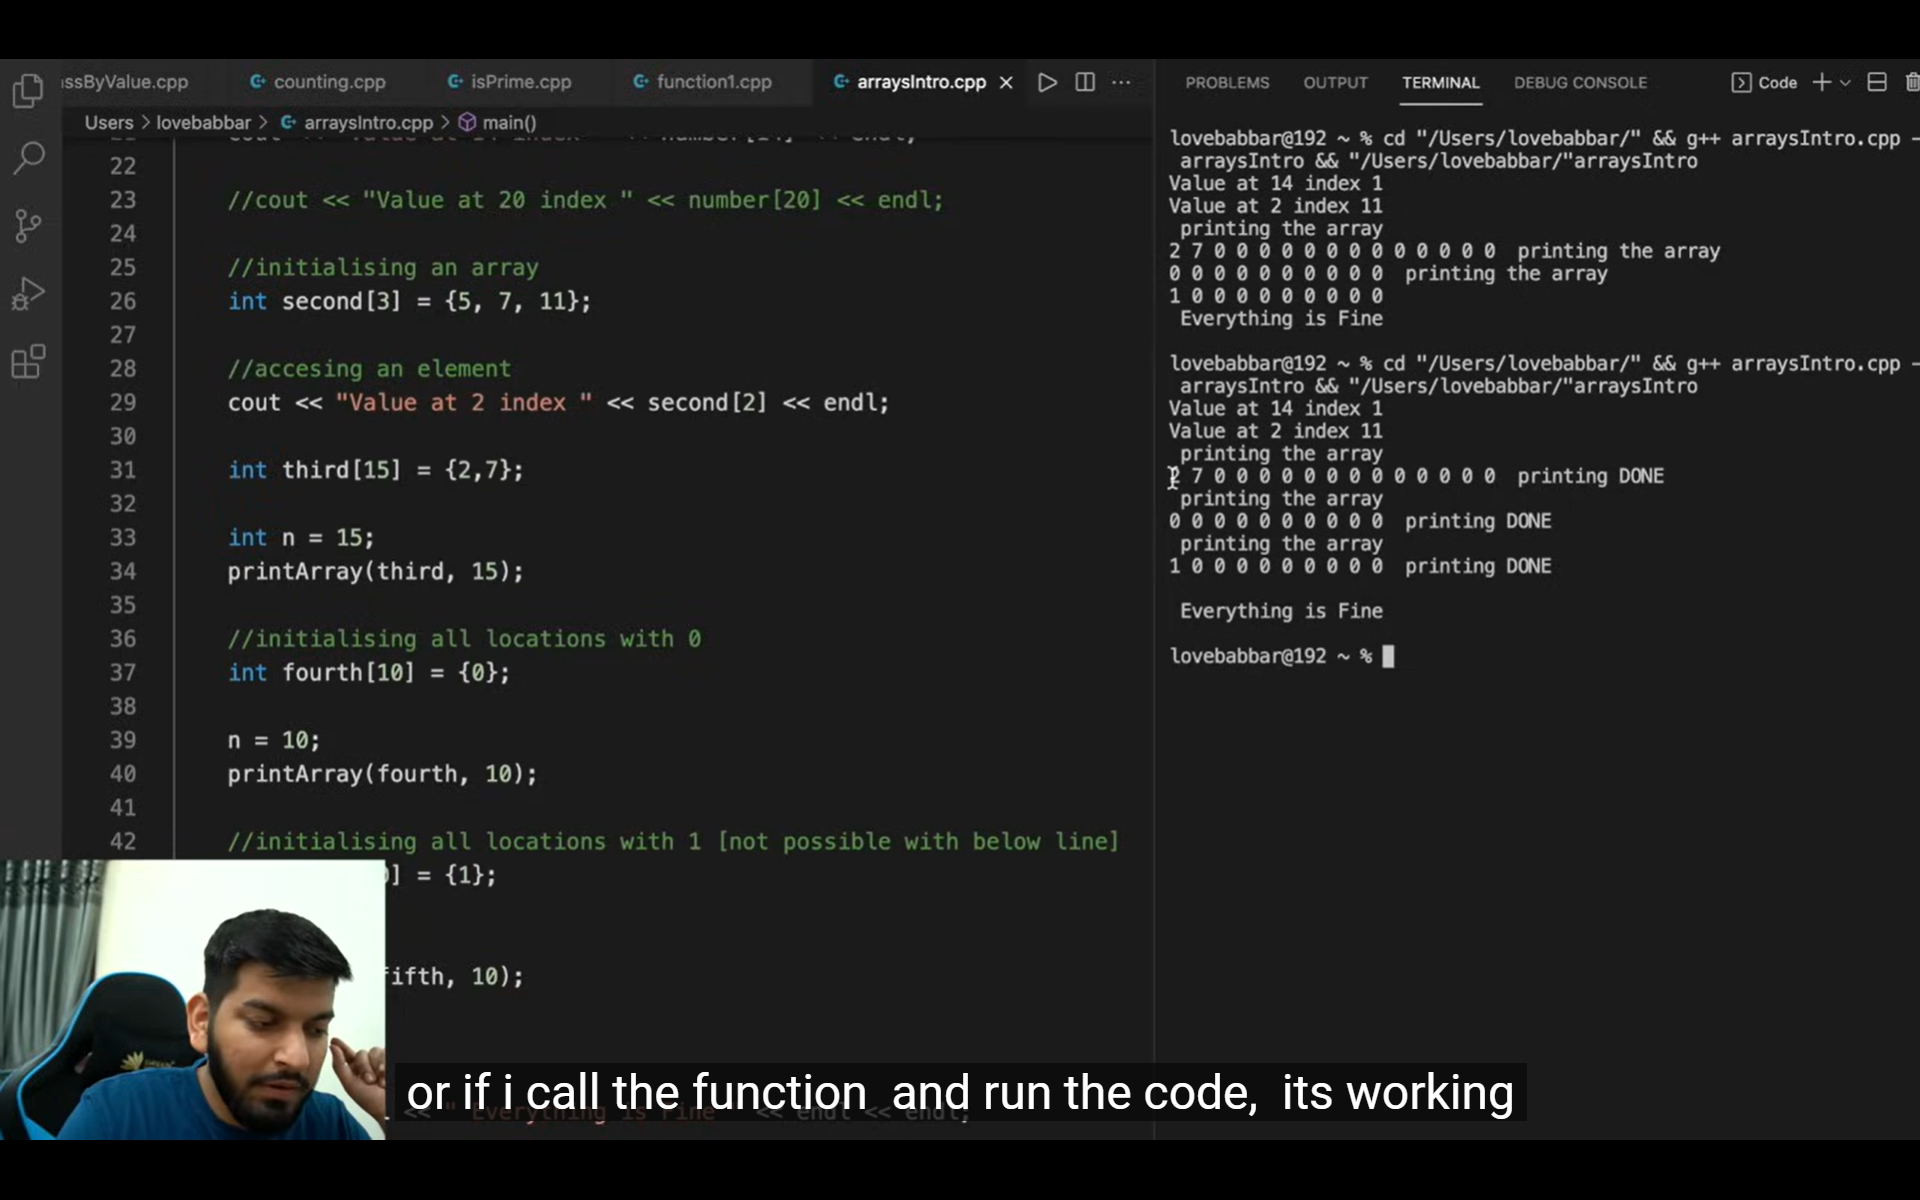 ssByValue.cpp counting.cpp isPrime.cpp function1.cpp arraysIntro.cpp
Users > lovebabbar > arraysIntro.cpp > main()
22
23 //cout << "Value at 20 index " << number[20] << endl;
24
25 //initialising an array
26 int second[3] = {5, 7, 11};
27
28 //accesing an element
29 cout << "Value at 2 index " << second[2] << endl;
30
31 int third[15] = {2,7};
32
33 int n = 15;
34 printArray(third, 15);
35
36 //initialising all locations with 0
37 int fourth[10] = {0};
38
39 n = 10;
40 printArray(fourth, 10);
41
42 //initialising all locations with 1 [not possible with below line]
] = {1};
ifth, 10);
<< " Everything is Fine " << endl << endl;
PROBLEMS OUTPUT TERMINAL DEBUG CONSOLE Code
lovebabbar@192 ~ % cd "/Users/lovebabbar/" && g++ arraysIntro.cpp -
arraysIntro && "/Users/lovebabbar/"arraysIntro
Value at 14 index 1
Value at 2 index 11
printing the array
2 7 0 0 0 0 0 0 0 0 0 0 0 0 0 printing the array
0 0 0 0 0 0 0 0 0 0 printing the array
1 0 0 0 0 0 0 0 0 0
Everything is Fine
lovebabbar@192 ~ % cd "/Users/lovebabbar/" && g++ arraysIntro.cpp -
arraysIntro && "/Users/lovebabbar/"arraysIntro
Value at 14 index 1
Value at 2 index 11
printing the array
2 7 0 0 0 0 0 0 0 0 0 0 0 0 0 printing DONE
printing the array
0 0 0 0 0 0 0 0 0 0 printing DONE
printing the array
1 0 0 0 0 0 0 0 0 0 printing DONE
Everything is Fine
lovebabbar@192 ~ %
or if i call the function and run the code, its working